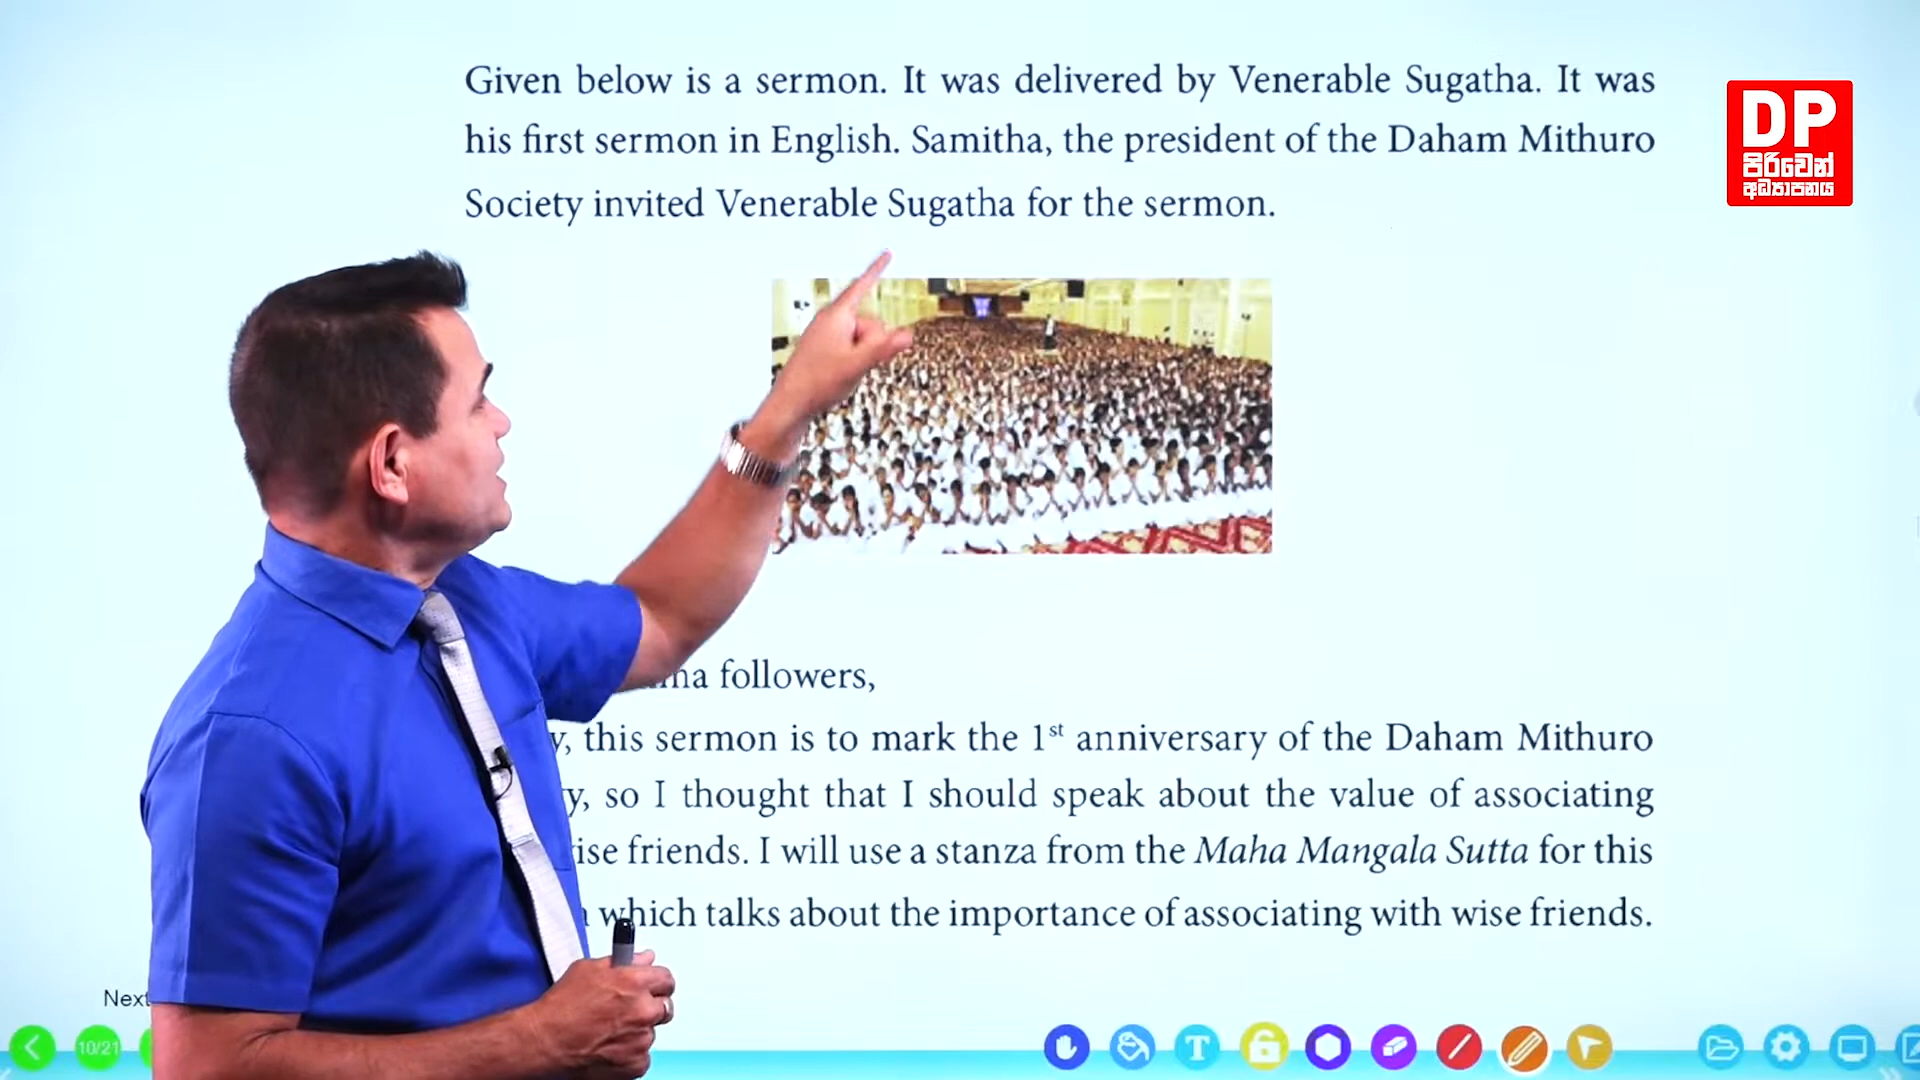 Given below is a sermon. It was delivered by Venerable Sugatha. It was
his first sermon in English. Samitha, the president of the Daham Mithuro
Society invited Venerable Sugatha for the sermon.
DP
පිරිවෙන්
අධ්‍යාපනය
followers,
this sermon is to mark the 1st anniversary of the Daham Mithuro
so I thought that I should speak about the value of associating
friends. I will use a stanza from the Maha Mangala Sutta for this
which talks about the importance of associating with wise friends.
Next
10/21
T